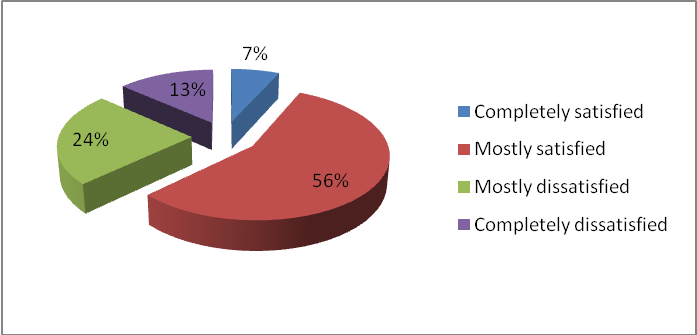 7%
13%
24%
56%
Completely satisfied
Mostly satisfied
Mostly dissatisfied
Completely dissatisfied